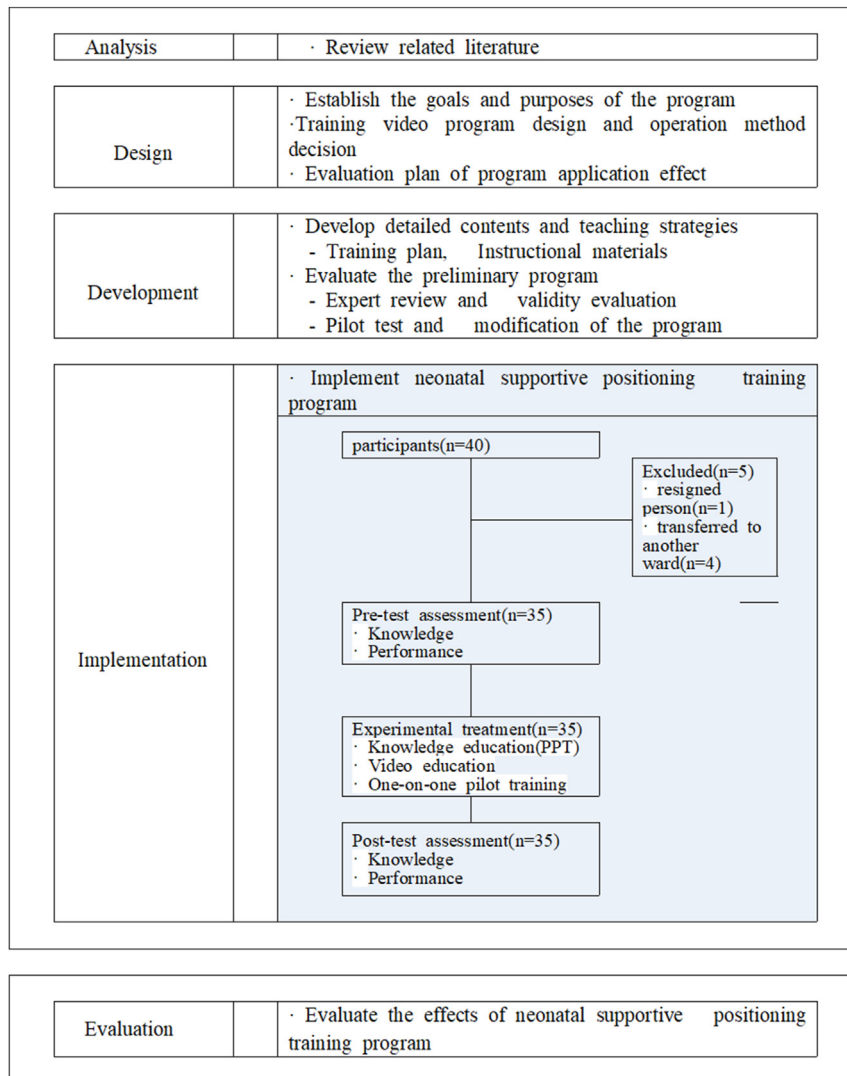 Analysis
· Review related literature
Design
· Establish the goals and purposes of the program
·Training video program design and operation method
decision
· Evaluation plan of program application effect
Development
· Develop detailed contents and teaching strategies
- Training plan, Instructional materials
· Evaluate the preliminary program
- Expert review and validity evaluation
- Pilot test and modification of the program
Implementation
· Implement neonatal supportive positioning training
program
participants(n=40)
Excluded(n=5)
· resigned
person(n=1)
· transferred to
another
ward(n=4)
Pre-test assessment(n=35)
· Knowledge
· Performance
Experimental treatment(n=35)
· Knowledge education(PPT)
· Video education
· One-on-one pilot training
Post-test assessment(n=35)
· Knowledge
· Performance
Evaluation
· Evaluate the effects of neonatal supportive positioning
training program